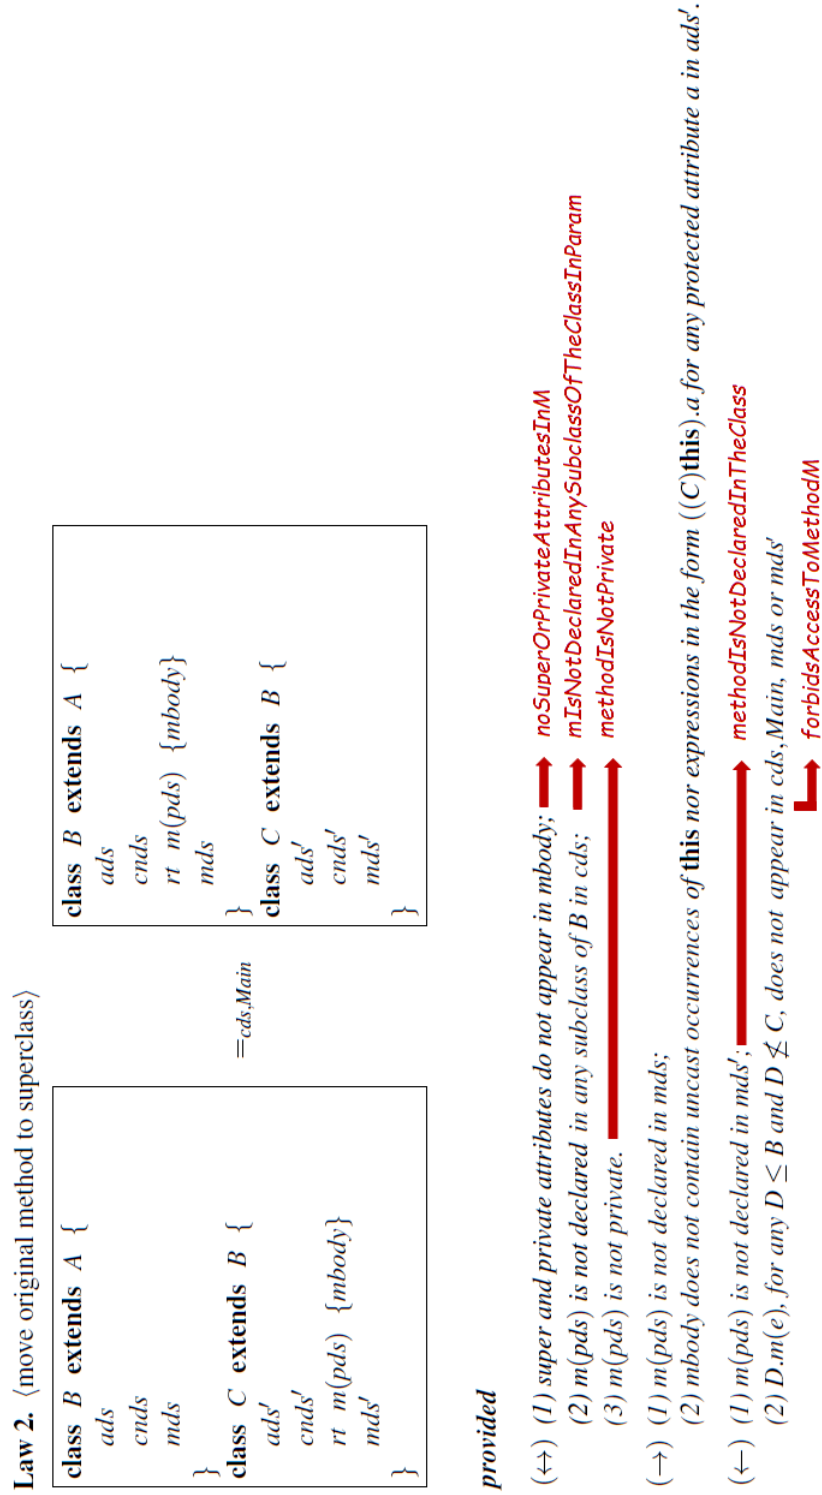 Law 2. ⟨move original method to superclass⟩
class B extends A {
ads
cnds
mds
}
class C extends B {
ads′
cnds′
rt m(pds) {mbody}
mds′
}
=cds,Main
class B extends A {
ads
cnds
rt m(pds) {mbody}
mds
}
class C extends B {
ads′
cnds′
mds′
}
provided
(↔) (1) super and private attributes do not appear in mbody; noSuperOrPrivateAttributesInM
(2) m(pds) is not declared in any subclass of B in cds; mIsNotDeclaredInAnySubclassOfTheClassInParam
(3) m(pds) is not private. methodIsNotPrivate
(→) (1) m(pds) is not declared in mds;
(2) mbody does not contain uncast occurrences of this nor expressions in the form ((C)this).a for any protected attribute a in ads′.
(←) (1) m(pds) is not declared in mds′; methodIsNotDeclaredInTheClass
(2) D.m(e), for any D ≤ B and D ≰ C, does not appear in cds,Main, mds or mds′
forbidsAccessToMethodM